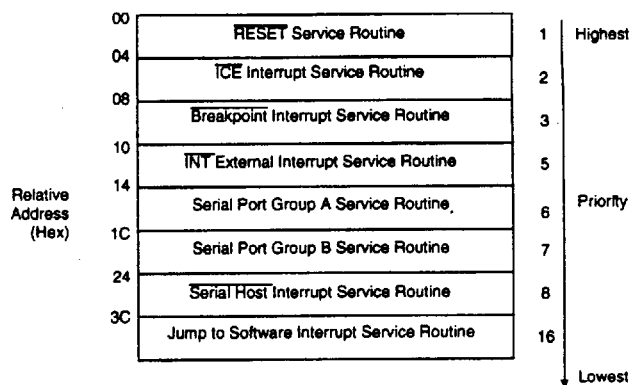 00
RESET Service Routine 1 Highest
04
ICE Interrupt Service Routine 2
08
Breakpoint Interrupt Service Routine 3
10
INT External Interrupt Service Routine 5
14
Relative Address (Hex)
Serial Port Group A Service Routine. 6 Priority
1C
Serial Port Group B Service Routine 7
24
Serial Host Interrupt Service Routine 8
3C
Jump to Software Interrupt Service Routine 16
Lowest